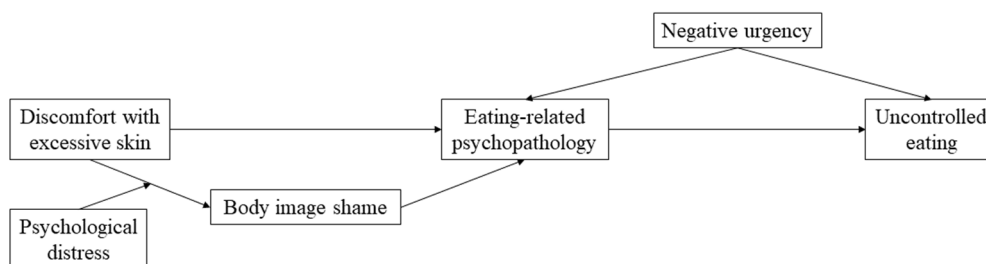 Negative urgency
Discomfort with
excessive skin
Eating-related
psychopathology
Uncontrolled
eating
Body image shame
Psychological
distress